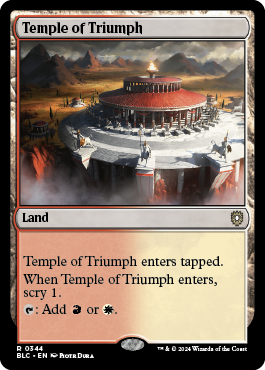 Temple of Triumph
Land
Temple of Triumph enters tapped.
When Temple of Triumph enters,
scry 1.
: Add or .
R 0344
BLC • EN Piotr Dura
™ & © 2024 Wizards of the Coast